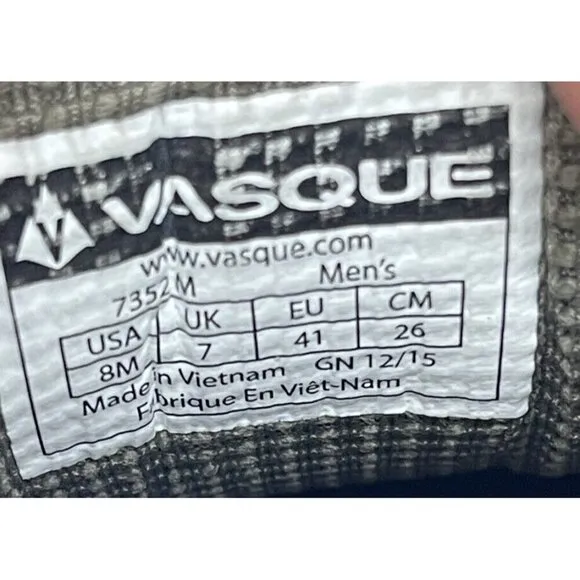 VASQUE
www.vasque.com
7352M Men's
USA UK EU CM
8M 7 41 26
Made in Vietnam GN 12/15
Fabrique En Viêt-Nam